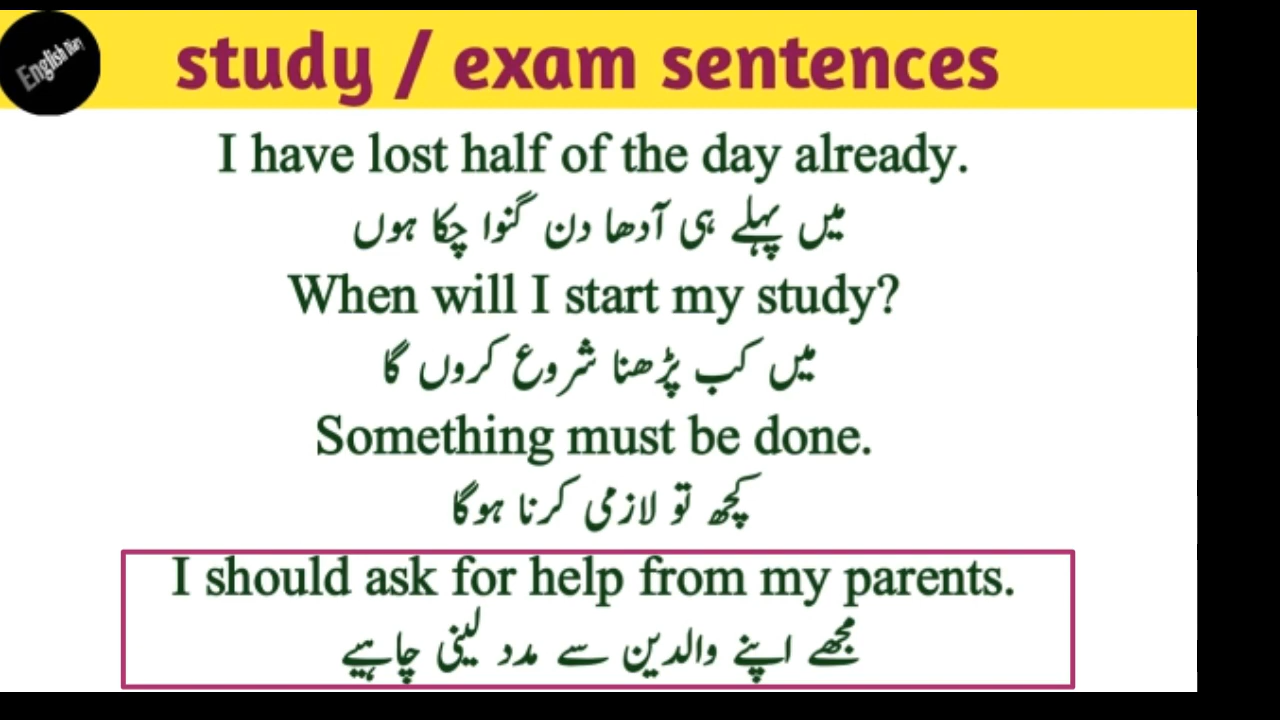 English Diary
study / exam sentences
I have lost half of the day already.
میں پہلے ہی آدھا دن گنوا چکا ہوں
When will I start my study?
میں کب پڑھنا شروع کروں گا
Something must be done.
کچھ تو لازمی کرنا ہوگا
I should ask for help from my parents.
مجھے اپنے والدین سے مدد لینی چاہیے